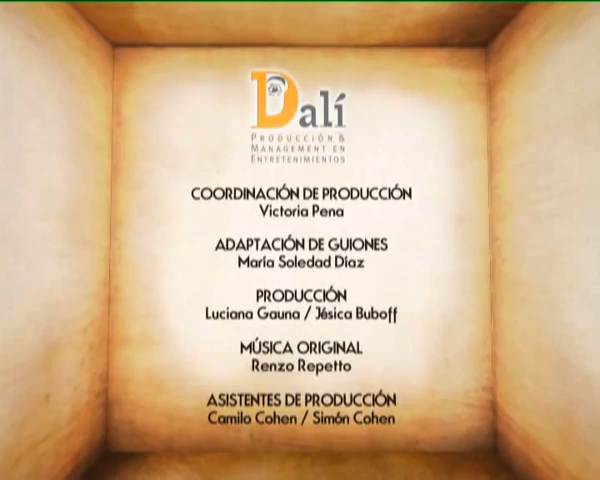 Dalí
PRODUCCIÓN &
MANAGEMENT EN
ENTRETENIMIENTOS
COORDINACIÓN DE PRODUCCIÓN
Victoria Pena
ADAPTACIÓN DE GUIONES
María Soledad Díaz
PRODUCCIÓN
Luciana Gauna / Jésica Buboff
MÚSICA ORIGINAL
Renzo Repetto
ASISTENTES DE PRODUCCIÓN
Camilo Cohen / Simón Cohen